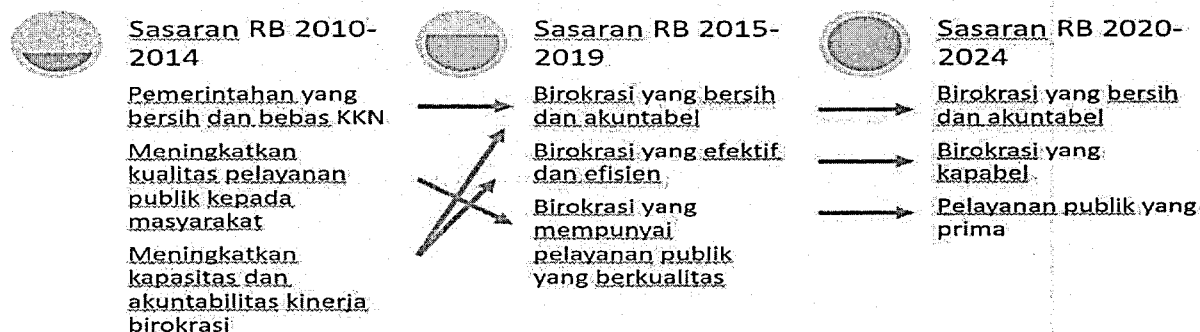 Sasaran RB 2010-
2014
Pemerintahan yang
bersih dan bebas KKN
Meningkatkan
kualitas pelayanan
publik kepada
masyarakat
Meningkatkan
kapasitas dan
akuntabilitas kinerja
birokrasi
Sasaran RB 2015-
2019
Birokrasi yang bersih
dan akuntabel
Birokrasi yang efektif
dan efisien
Birokrasi yang
mempunyai
pelayanan publik
yang berkualitas
Sasaran RB 2020-
2024
Birokrasi yang bersih
dan akuntabel
Birokrasi yang
kapabel
Pelayanan publik yang
prima